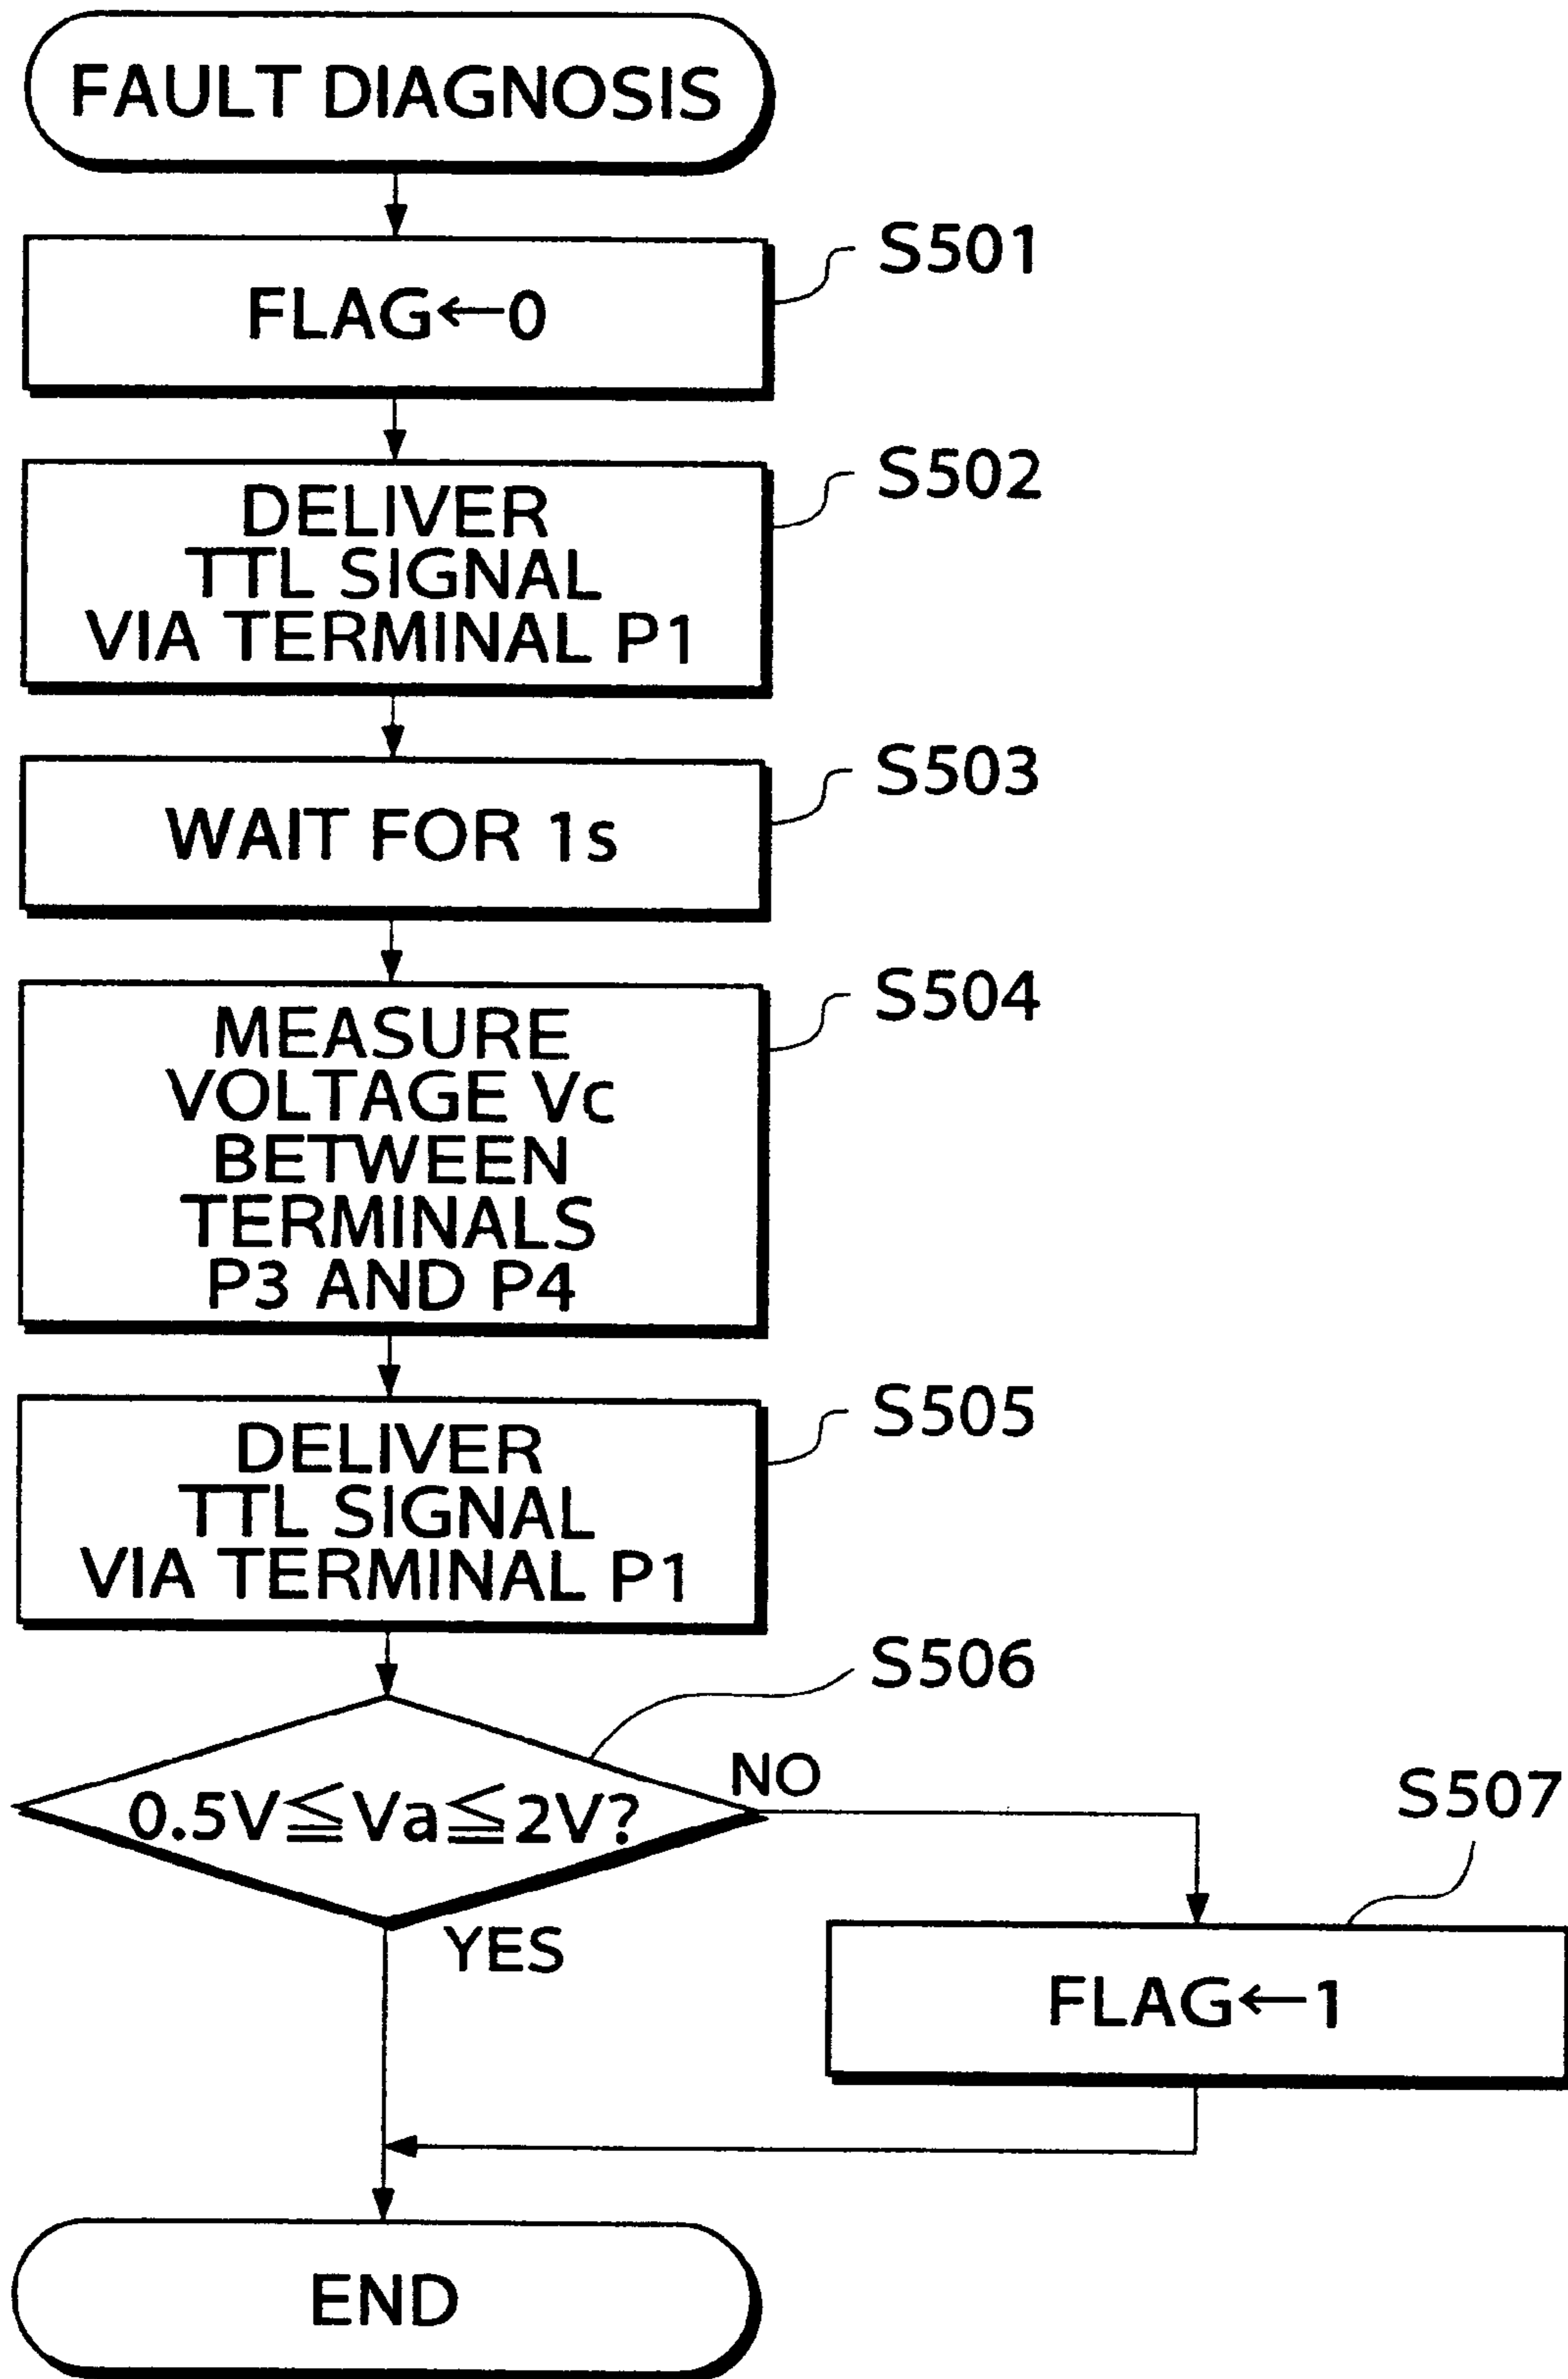 FAULT DIAGNOSIS
S501
FLAG←0
S502
DELIVER
TTL SIGNAL
VIA TERMINAL P1
S503
WAIT FOR 1s
S504
MEASURE
VOLTAGE Vc
BETWEEN
TERMINALS
P3 AND P4
S505
DELIVER
TTL SIGNAL
VIA TERMINAL P1
S506
0.5V≦Va≦2V?
NO
YES
S507
FLAG←1
END